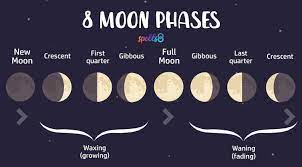 8 MOON PHASES
spells8
New
Moon
Crescent
First
quarter
Gibbous
Full
Moon
Gibbous
Last
quarter
Crescent
Waxing
(growing)
Waning
(fading)